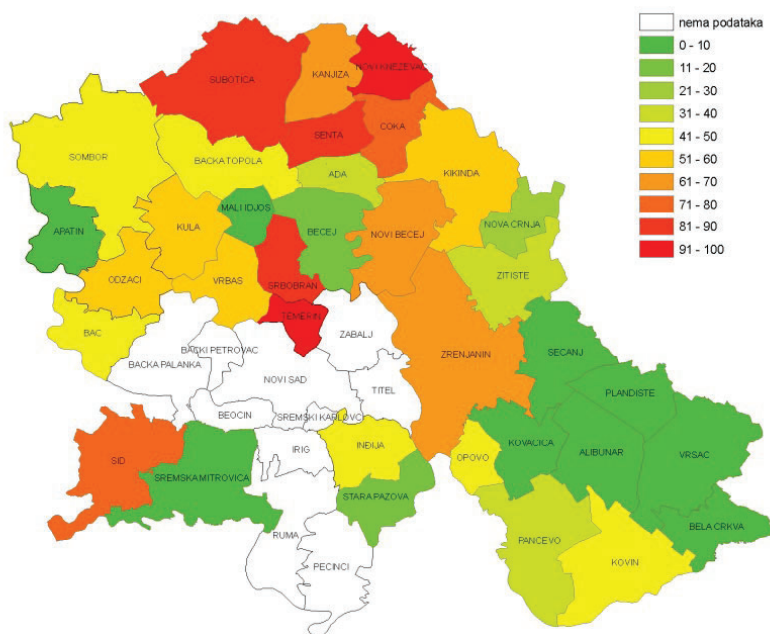 nema podataka
0 - 10
11 - 20
21 - 30
31 - 40
41 - 50
51 - 60
61 - 70
71 - 80
81 - 90
91 - 100
SUBOTICA
KANJIZA
NOVI KNEZEVAC
SENTA
COKA
SOMBOR
BACKA TOPOLA
ADA
KIKINDA
APATIN
KULA
MALI IDJOS
BECEJ
NOVI BECEJ
NOVA CRNJA
ODZACI
VRBAS
SRBOBRAN
ZITISTE
BAC
TEMERIN
ZABALJ
BACKI PETROVAC
BACKA PALANKA
ZRENJANIN
SECANJ
NOVI SAD
TITEL
PLANDISTE
BEOCIN
SREMSKI KARLOVCI
KOVACICA
SID
SREMSKA MITROVICA
IRIG
INDIJA
OPOVO
ALIBUNAR
VRSAC
STARA PAZOVA
BELA CRKVA
RUMA
PANCEVO
KOVIN
PECINCI